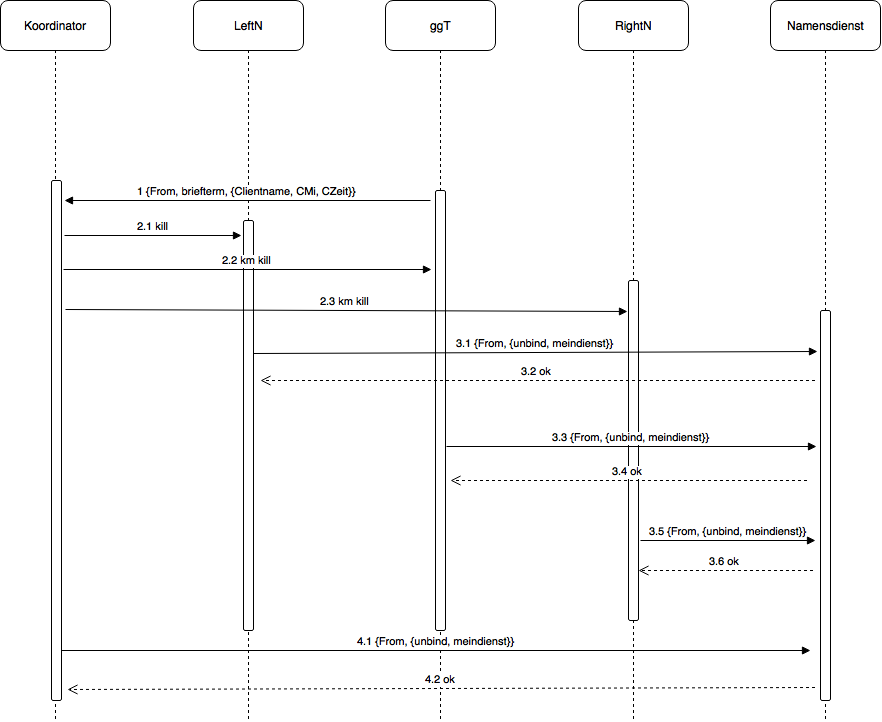 Koordinator
LeftN
ggT
RightN
Namensdienst
1 {From, briefterm, {Clientname, CMi, CZeit}}
2.1 kill
2.2 km kill
2.3 km kill
3.1 {From, {unbind, meindienst}}
3.2 ok
3.3 {From, {unbind, meindienst}}
3.4 ok
3.5 {From, {unbind, meindienst}}
3.6 ok
4.1 {From, {unbind, meindienst}}
4.2 ok